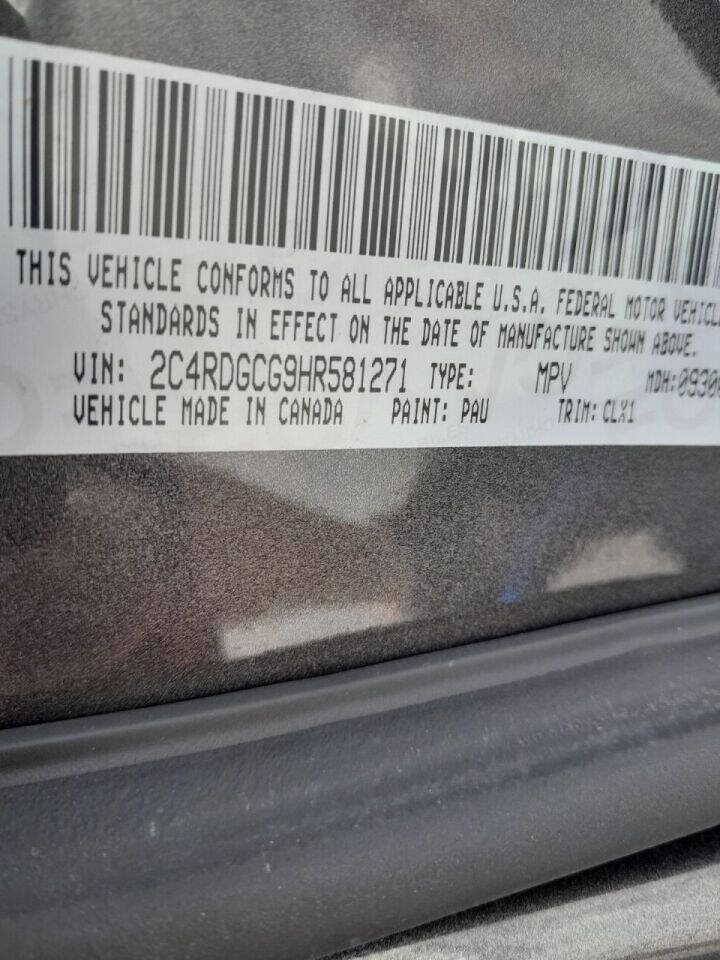 THIS VEHICLE CONFORMS TO ALL APPLICABLE U.S.A. FEDERAL MOTOR
STANDARDS IN EFFECT ON THE DATE OF MANUFACTURE SHOWN ABOVE.
VIN: 2C4RDGCG9HR581271 TYPE: MPV MDH:
VEHICLE MADE IN CANADA PAINT: PAU TRIM: CLX1